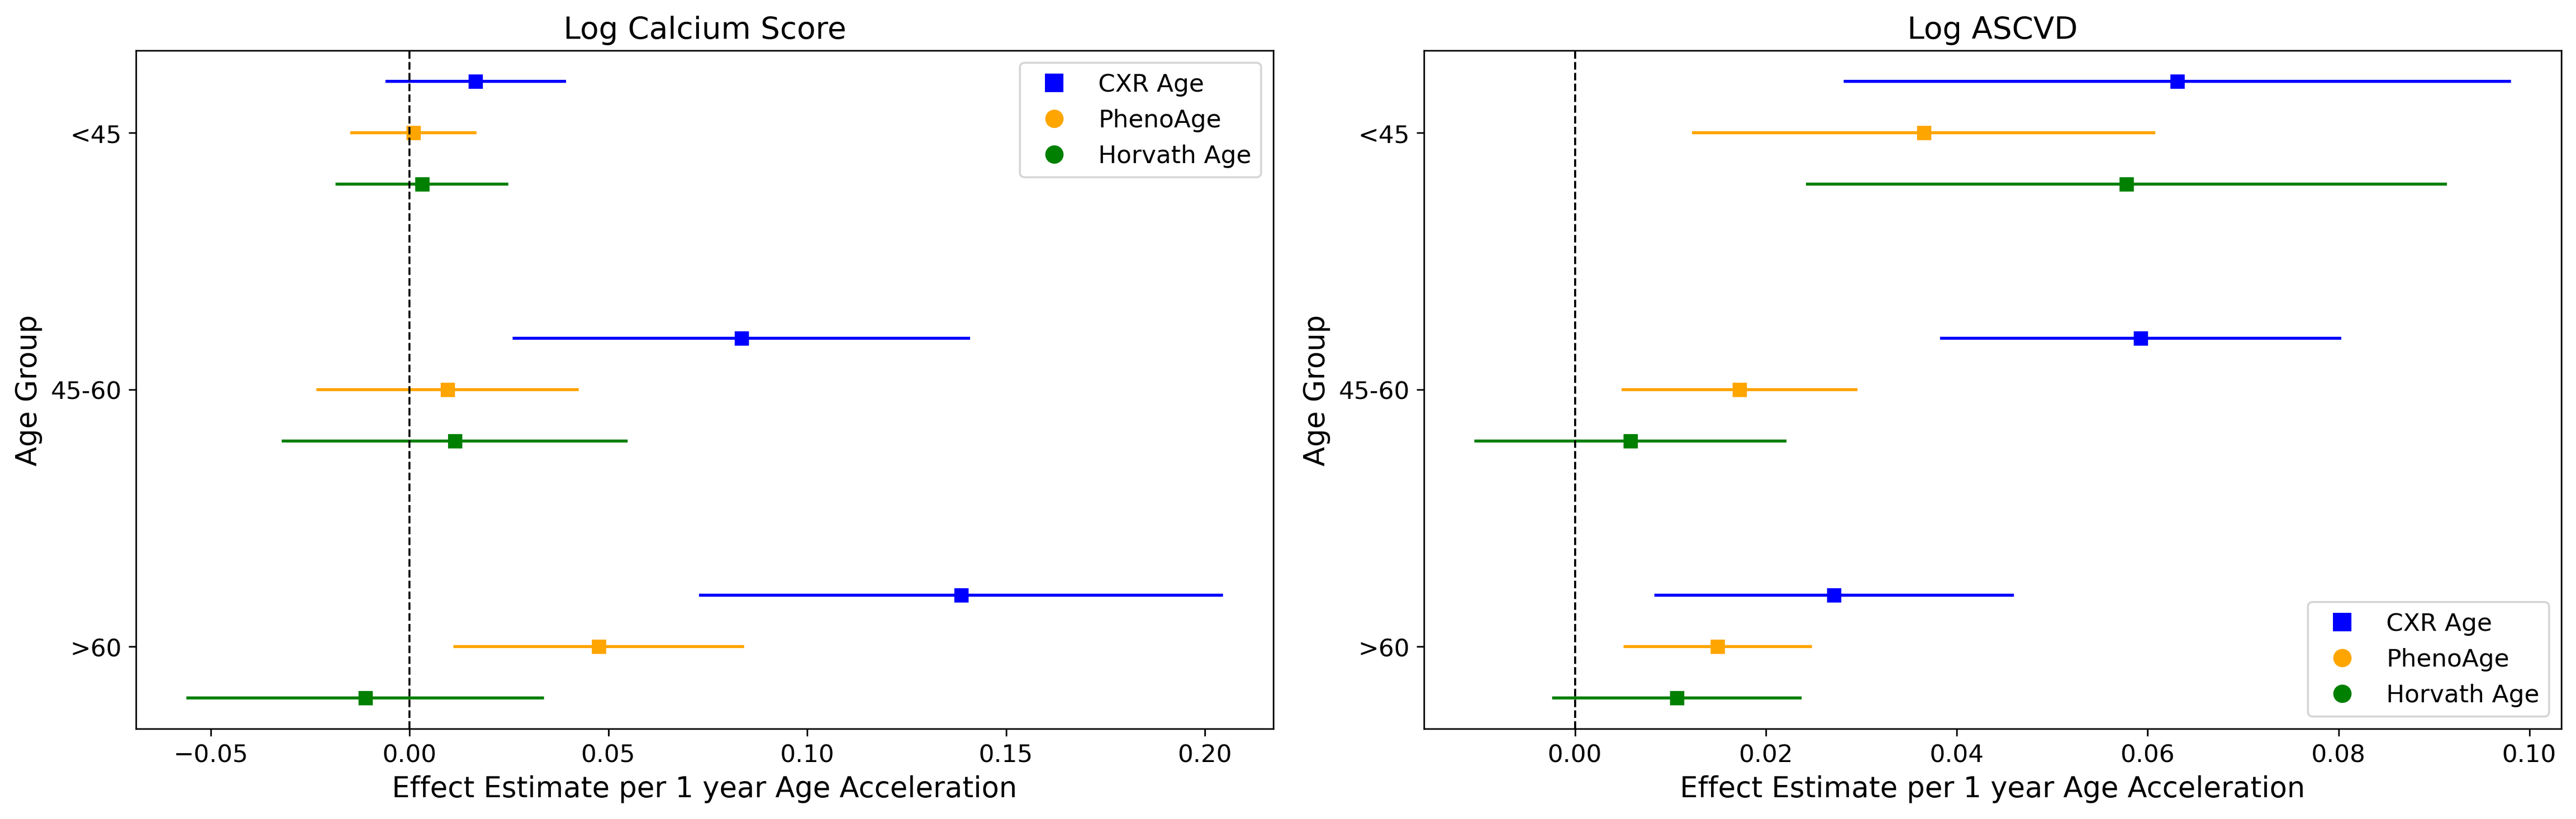 Log Calcium Score
CXR Age
PhenoAge
Horvath Age
<45
45-60
>60
Age Group
−0.05 0.00 0.05 0.10 0.15 0.20
Effect Estimate per 1 year Age Acceleration
Log ASCVD
<45
45-60
>60
Age Group
CXR Age
PhenoAge
Horvath Age
0.00 0.02 0.04 0.06 0.08 0.10
Effect Estimate per 1 year Age Acceleration